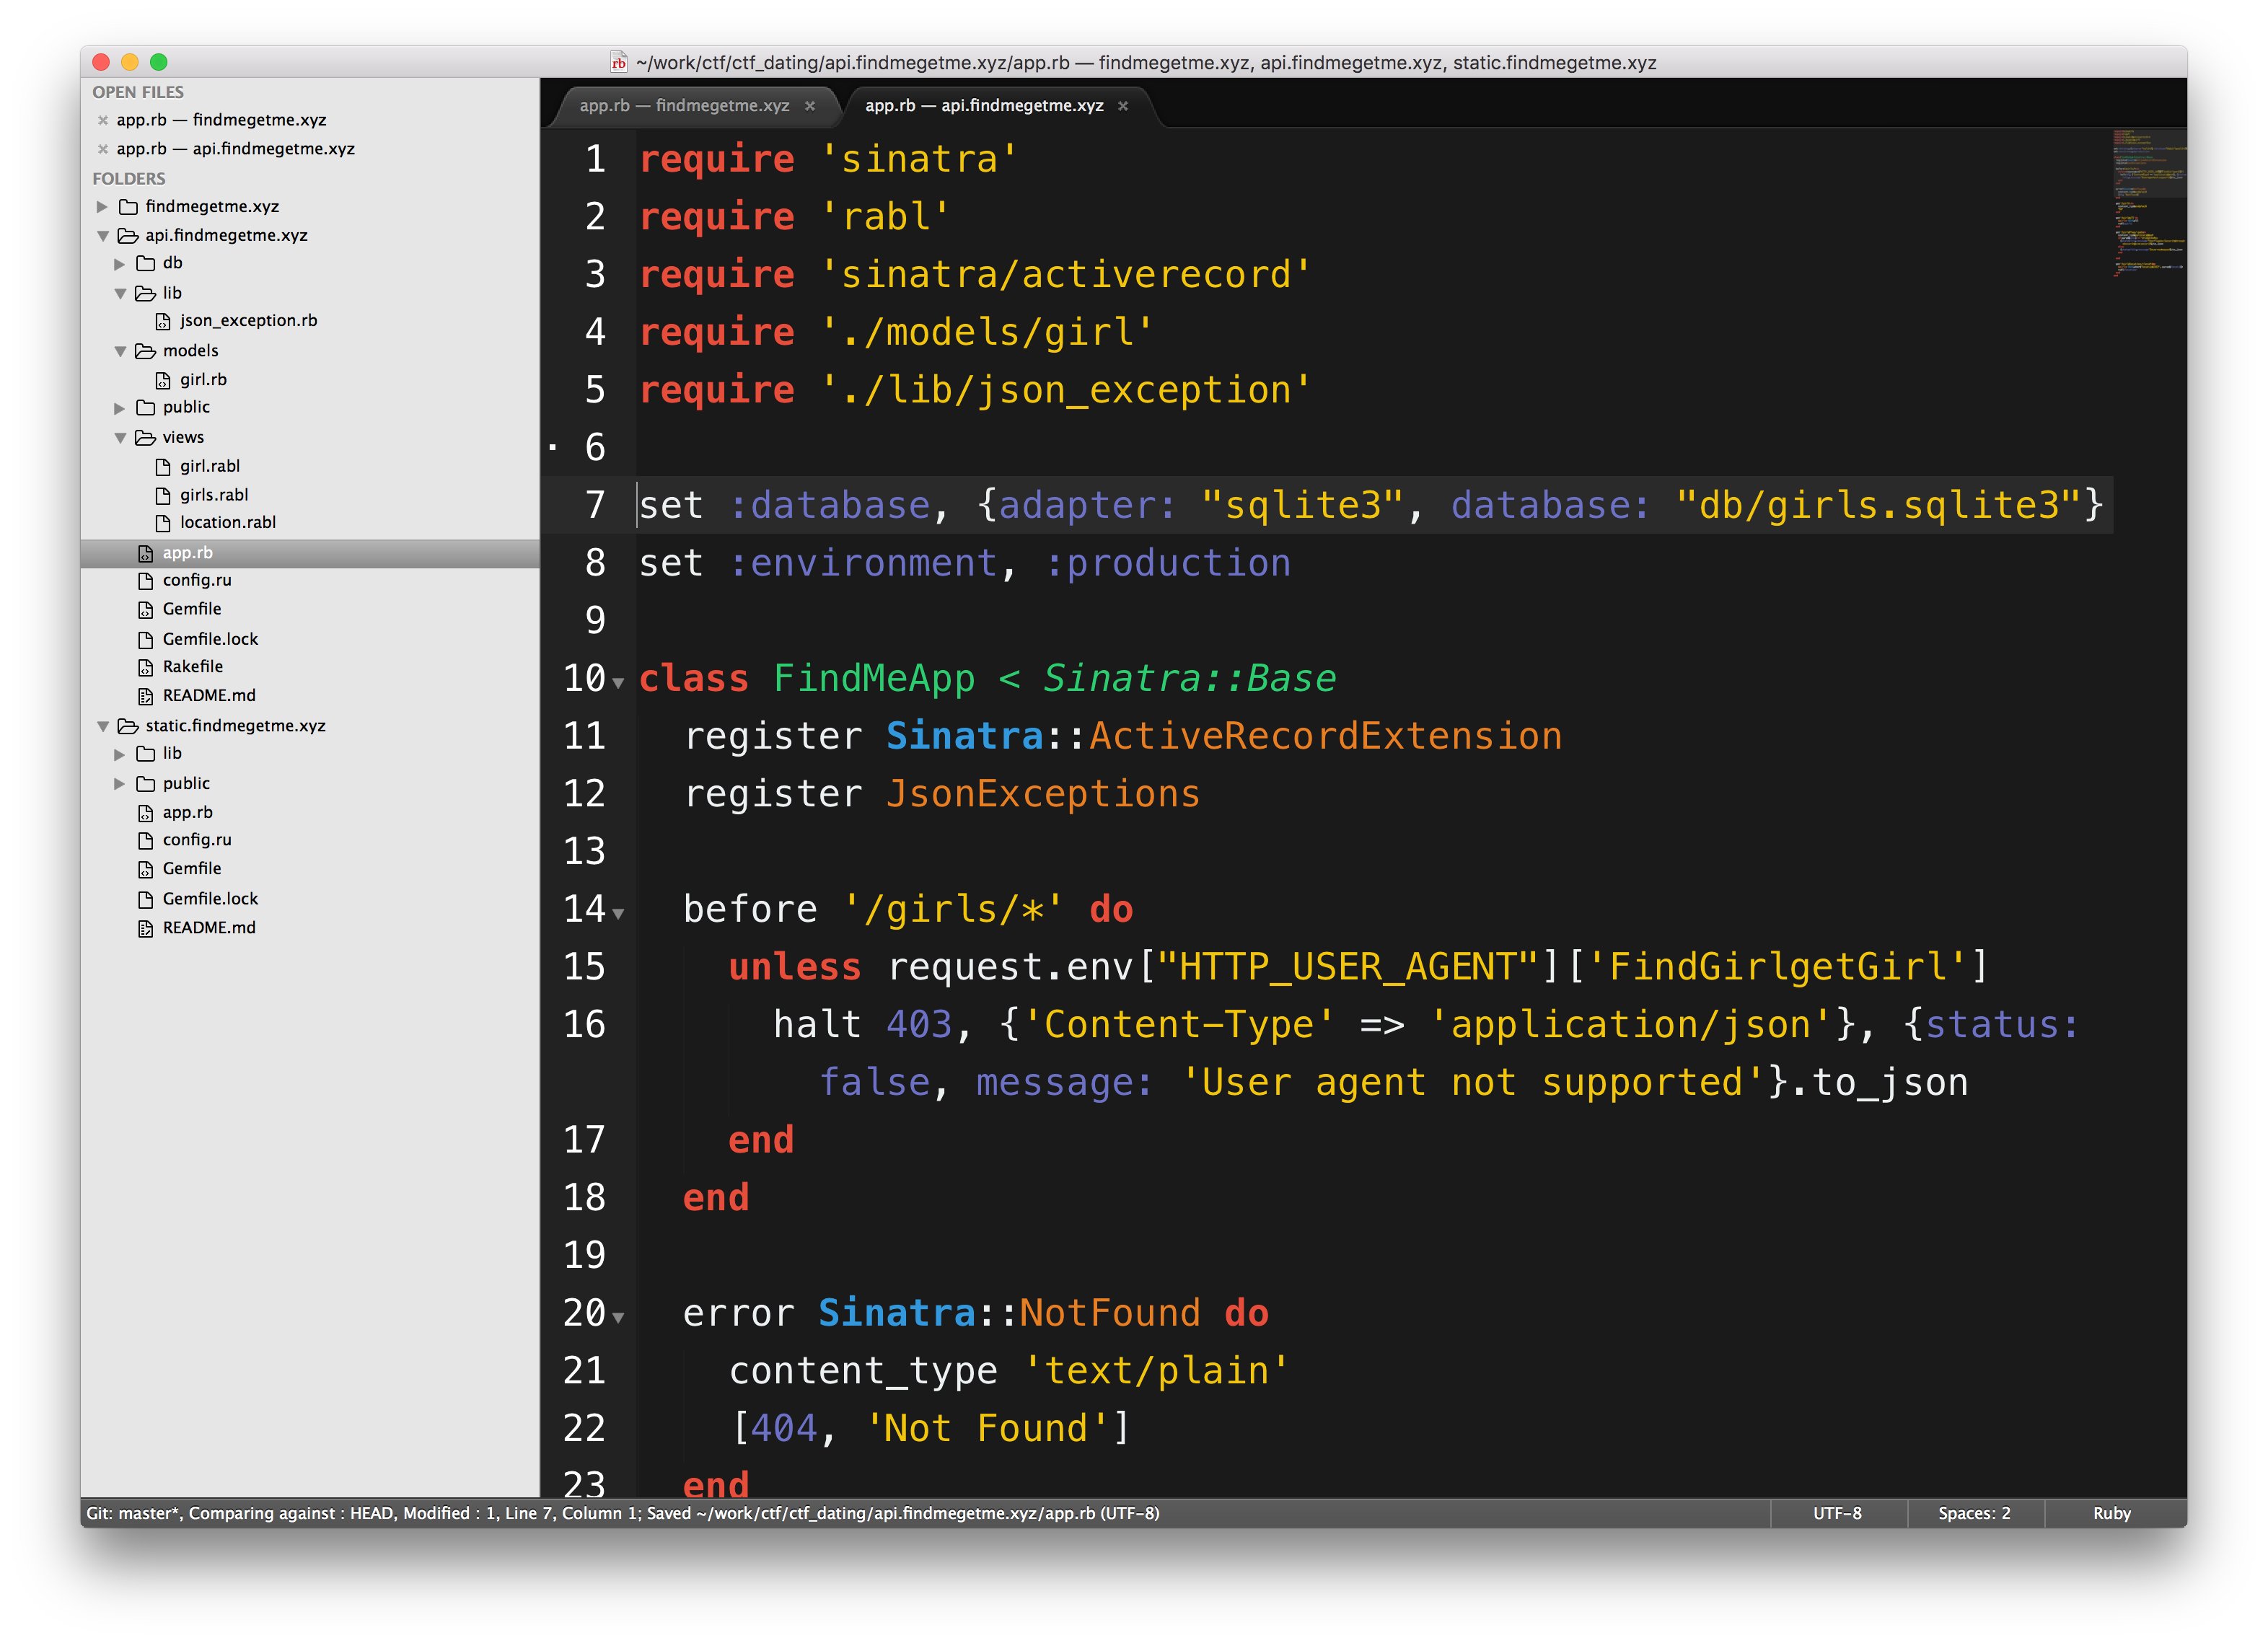 ~/work/ctf/ctf_dating/api.findmegetme.xyz/app.rb — findmegetme.xyz, api.findmegetme.xyz, static.findmegetme.xyz
OPEN FILES
app.rb — findmegetme.xyz
app.rb — api.findmegetme.xyz
FOLDERS
findmegetme.xyz
api.findmegetme.xyz
db
lib
json_exception.rb
models
girl.rb
public
views
girl.rabl
girls.rabl
location.rabl
app.rb
config.ru
Gemfile
Gemfile.lock
Rakefile
README.md
static.findmegetme.xyz
lib
public
app.rb
config.ru
Gemfile
Gemfile.lock
README.md
app.rb — findmegetme.xyz × app.rb — api.findmegetme.xyz ×
1 require 'sinatra'
2 require 'rabl'
3 require 'sinatra/activerecord'
4 require './models/girl'
5 require './lib/json_exception'
6
7 set :database, {adapter: "sqlite3", database: "db/girls.sqlite3"}
8 set :environment, :production
9
10 class FindMeApp < Sinatra::Base
11 register Sinatra::ActiveRecordExtension
12 register JsonExceptions
13
14 before '/girls/*' do
15 unless request.env["HTTP_USER_AGENT"]['FindGirlgetGirl']
16 halt 403, {'Content-Type' => 'application/json'}, {status:
false, message: 'User agent not supported'}.to_json
17 end
18 end
19
20 error Sinatra::NotFound do
21 content_type 'text/plain'
22 [404, 'Not Found']
23 end
Git: master*, Comparing against : HEAD, Modified : 1, Line 7, Column 1; Saved ~/work/ctf/ctf_dating/api.findmegetme.xyz/app.rb (UTF-8) UTF-8 Spaces: 2 Ruby